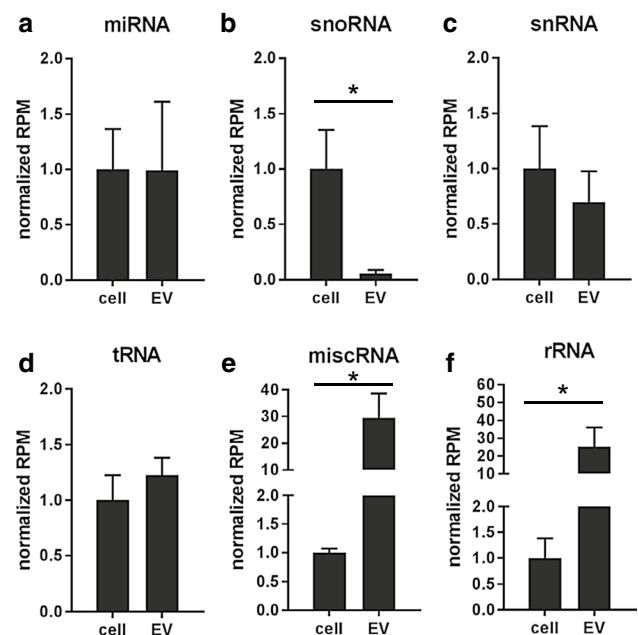 a miRNA
normalized RPM
2.0
1.5
1.0
0.5
0.0
cell EV
b snoRNA
*
normalized RPM
2.0
1.5
1.0
0.5
0.0
cell EV
c snRNA
normalized RPM
2.0
1.5
1.0
0.5
0.0
cell EV
d tRNA
normalized RPM
2.0
1.5
1.0
0.5
0.0
cell EV
e miscRNA
*
normalized RPM
40
30
20
10
2.0
1.5
1.0
0.5
0.0
cell EV
f rRNA
*
normalized RPM
60
50
40
30
20
10
2.0
1.5
1.0
0.5
0.0
cell EV